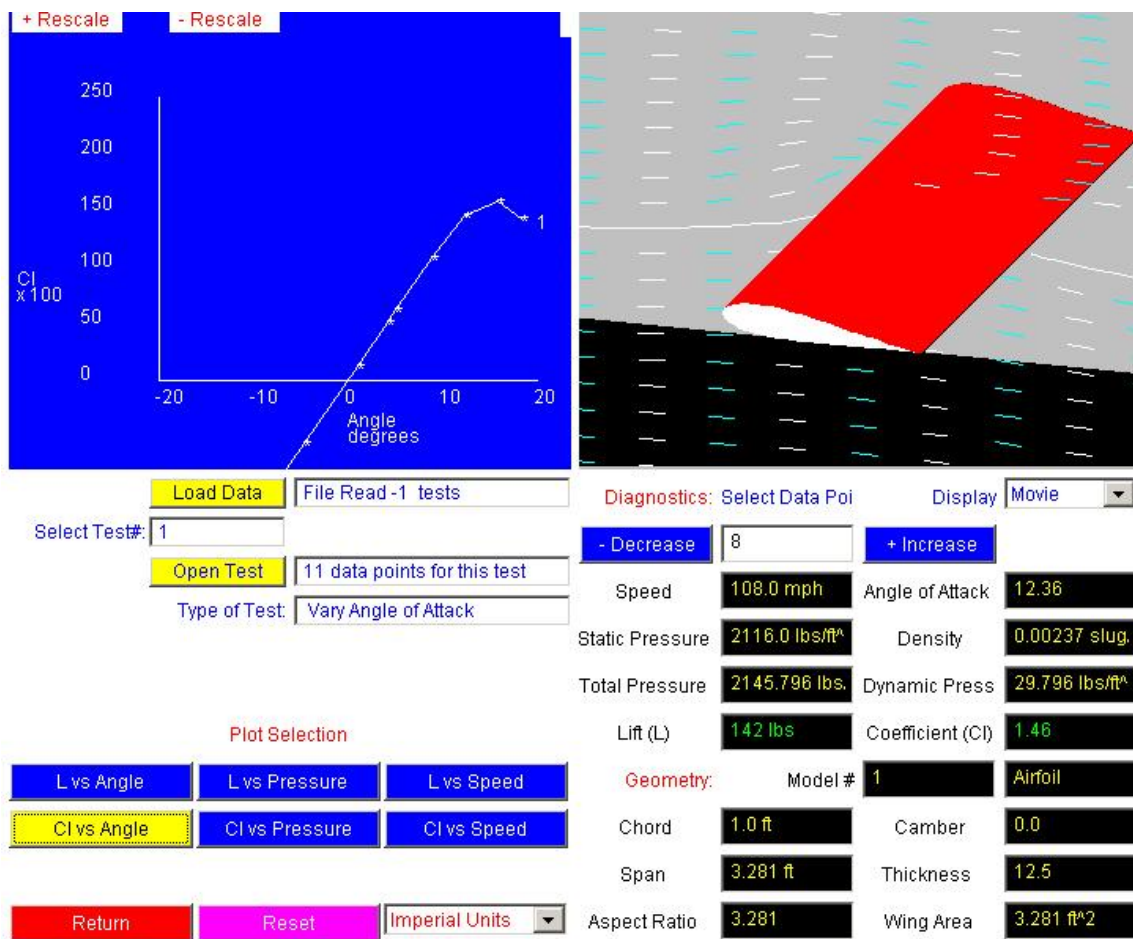 + Rescale - Rescale
250
200
150
1
100
Cl
x 100
50
0
-20 -10 0 10 20
Angle
degrees
Load Data File Read -1 tests
Select Test#: 1
Open Test 11 data points for this test
Type of Test: Vary Angle of Attack
Plot Selection
L vs Angle L vs Pressure L vs Speed
Cl vs Angle Cl vs Pressure Cl vs Speed
Return Reset Imperial Units
Diagnostics: Select Data Poi Display Movie
- Decrease 8 + Increase
Speed 108.0 mph Angle of Attack 12.36
Static Pressure 2116.0 lbs/ft^ Density 0.00237 slug.
Total Pressure 2145.796 lbs. Dynamic Press 29.796 lbs/ft^
Lift (L) 142 lbs Coefficient (Cl) 1.46
Geometry: Model # 1 Airfoil
Chord 1.0 ft Camber 0.0
Span 3.281 ft Thickness 12.5
Aspect Ratio 3.281 Wing Area 3.281 ft^2